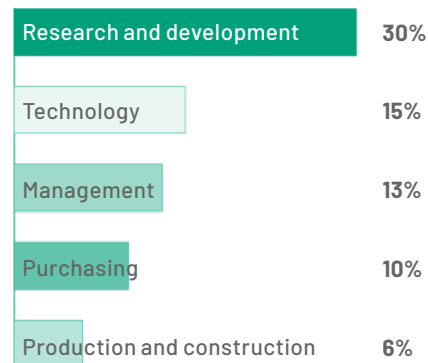 Research and development 30%
Technology 15%
Management 13%
Purchasing 10%
Production and construction 6%